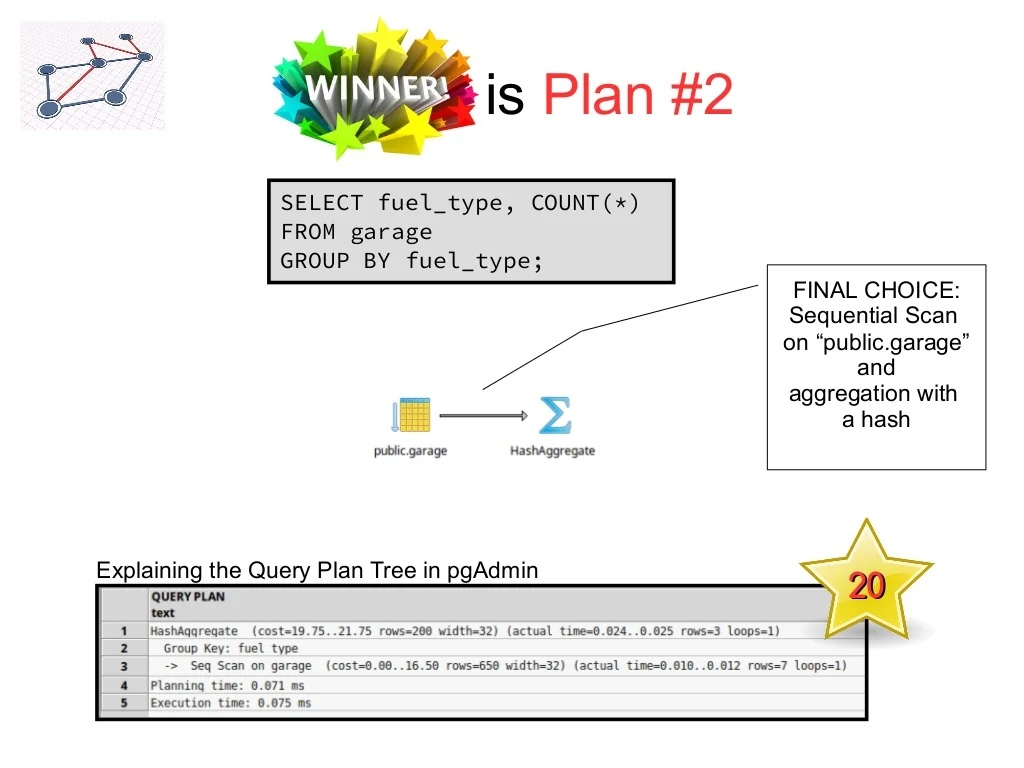 WINNER! is Plan #2
SELECT fuel_type, COUNT(*)
FROM garage
GROUP BY fuel_type;
FINAL CHOICE:
Sequential Scan
on “public.garage”
and
aggregation with
a hash
public.garage
HashAggregate
Explaining the Query Plan Tree in pgAdmin
20
QUERY PLAN
text
1 HashAggregate (cost=19.75..21.75 rows=200 width=32) (actual time=0.024..0.025 rows=3 loops=1)
2 Group Key: fuel type
3 -> Seq Scan on garage (cost=0.00..16.50 rows=650 width=32) (actual time=0.010..0.012 rows=7 loops=1)
4 Planning time: 0.071 ms
5 Execution time: 0.075 ms